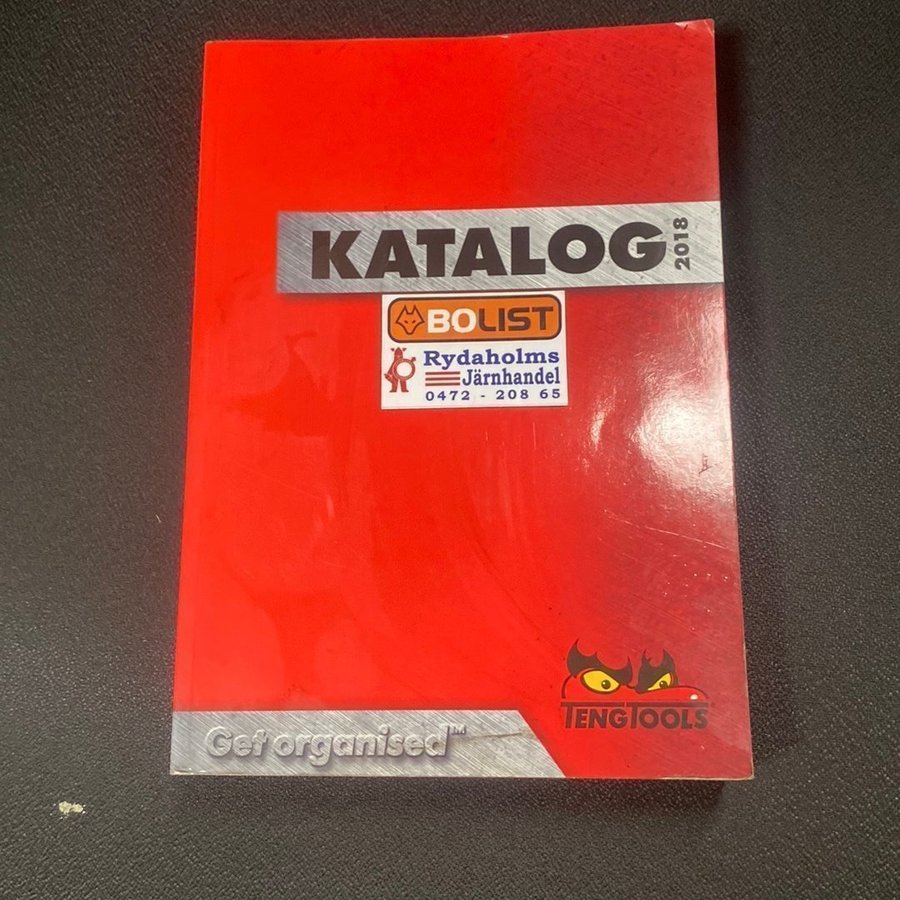 KATALOG 2018
BOLIST
Rydaholms
Järnhandel
0472 - 208 65
TENGTOOLS®
Get organised™